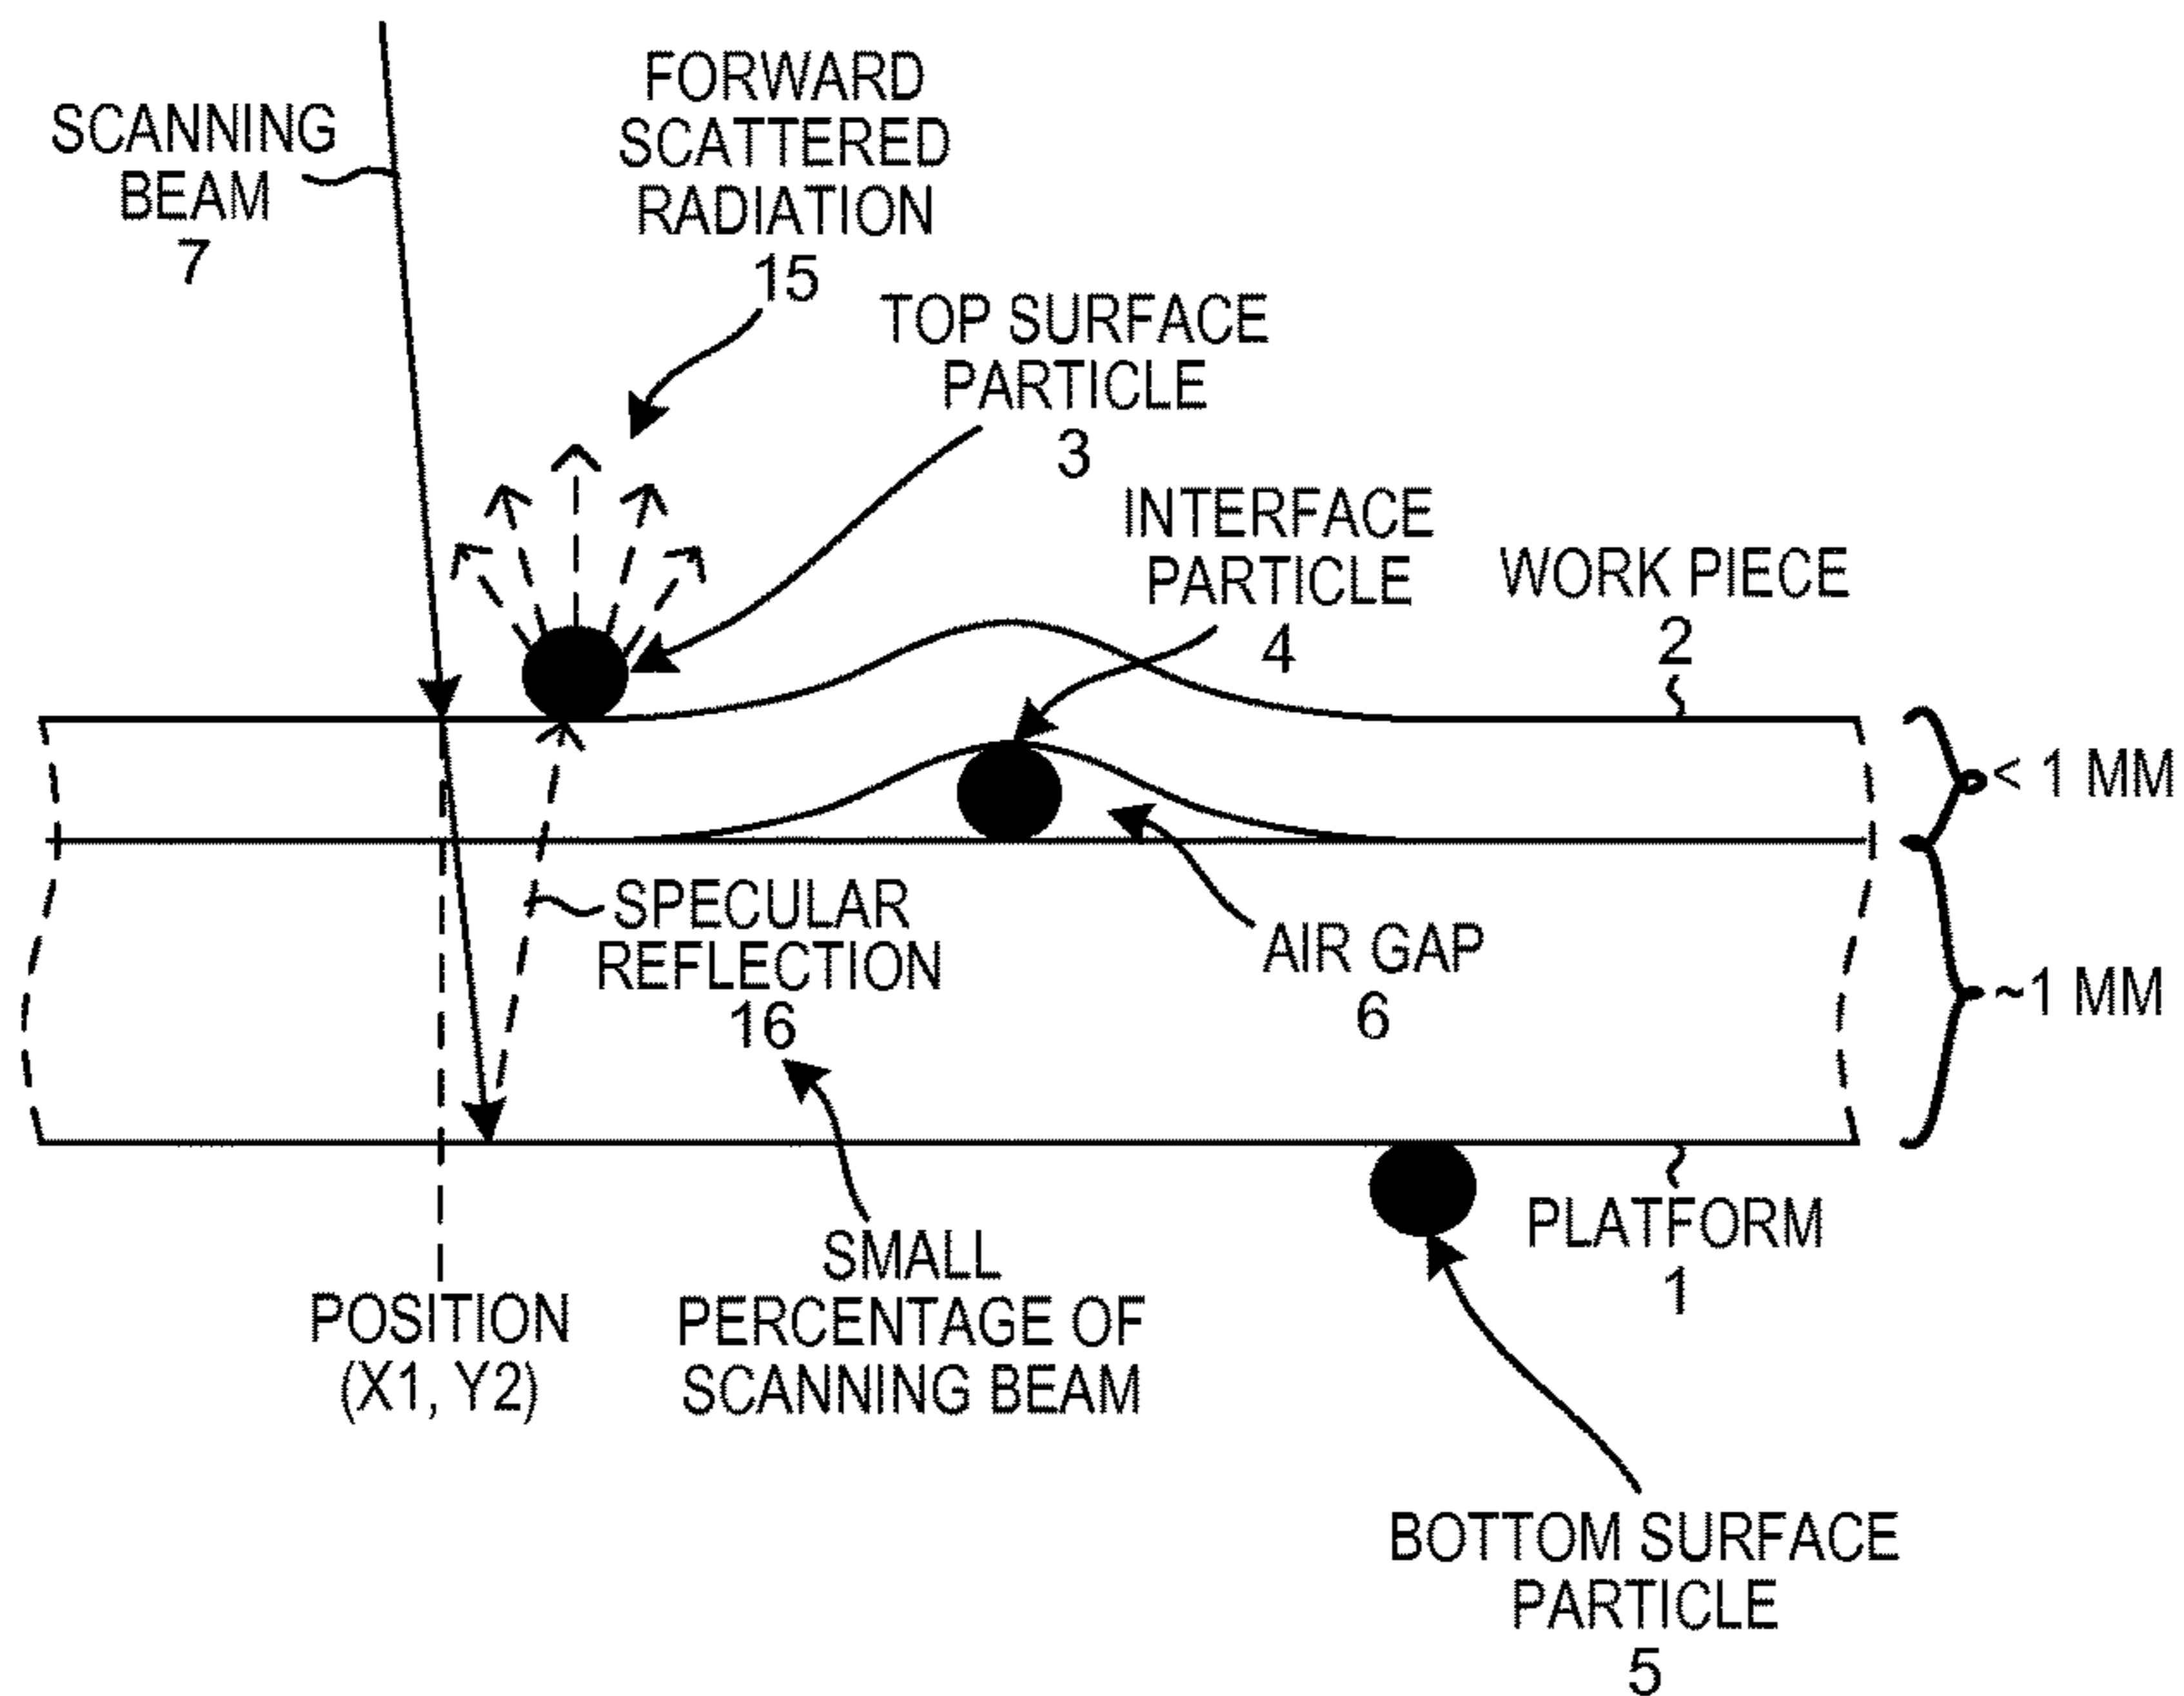 FORWARD
SCATTERED
RADIATION
15
SCANNING
BEAM
7
TOP SURFACE
PARTICLE
3
INTERFACE
PARTICLE
4
WORK PIECE
2
< 1 MM
SPECULAR
REFLECTION
16
AIR GAP
6
~1 MM
PLATFORM
1
SMALL
PERCENTAGE OF
SCANNING BEAM
POSITION
(X1, Y2)
BOTTOM SURFACE
PARTICLE
5